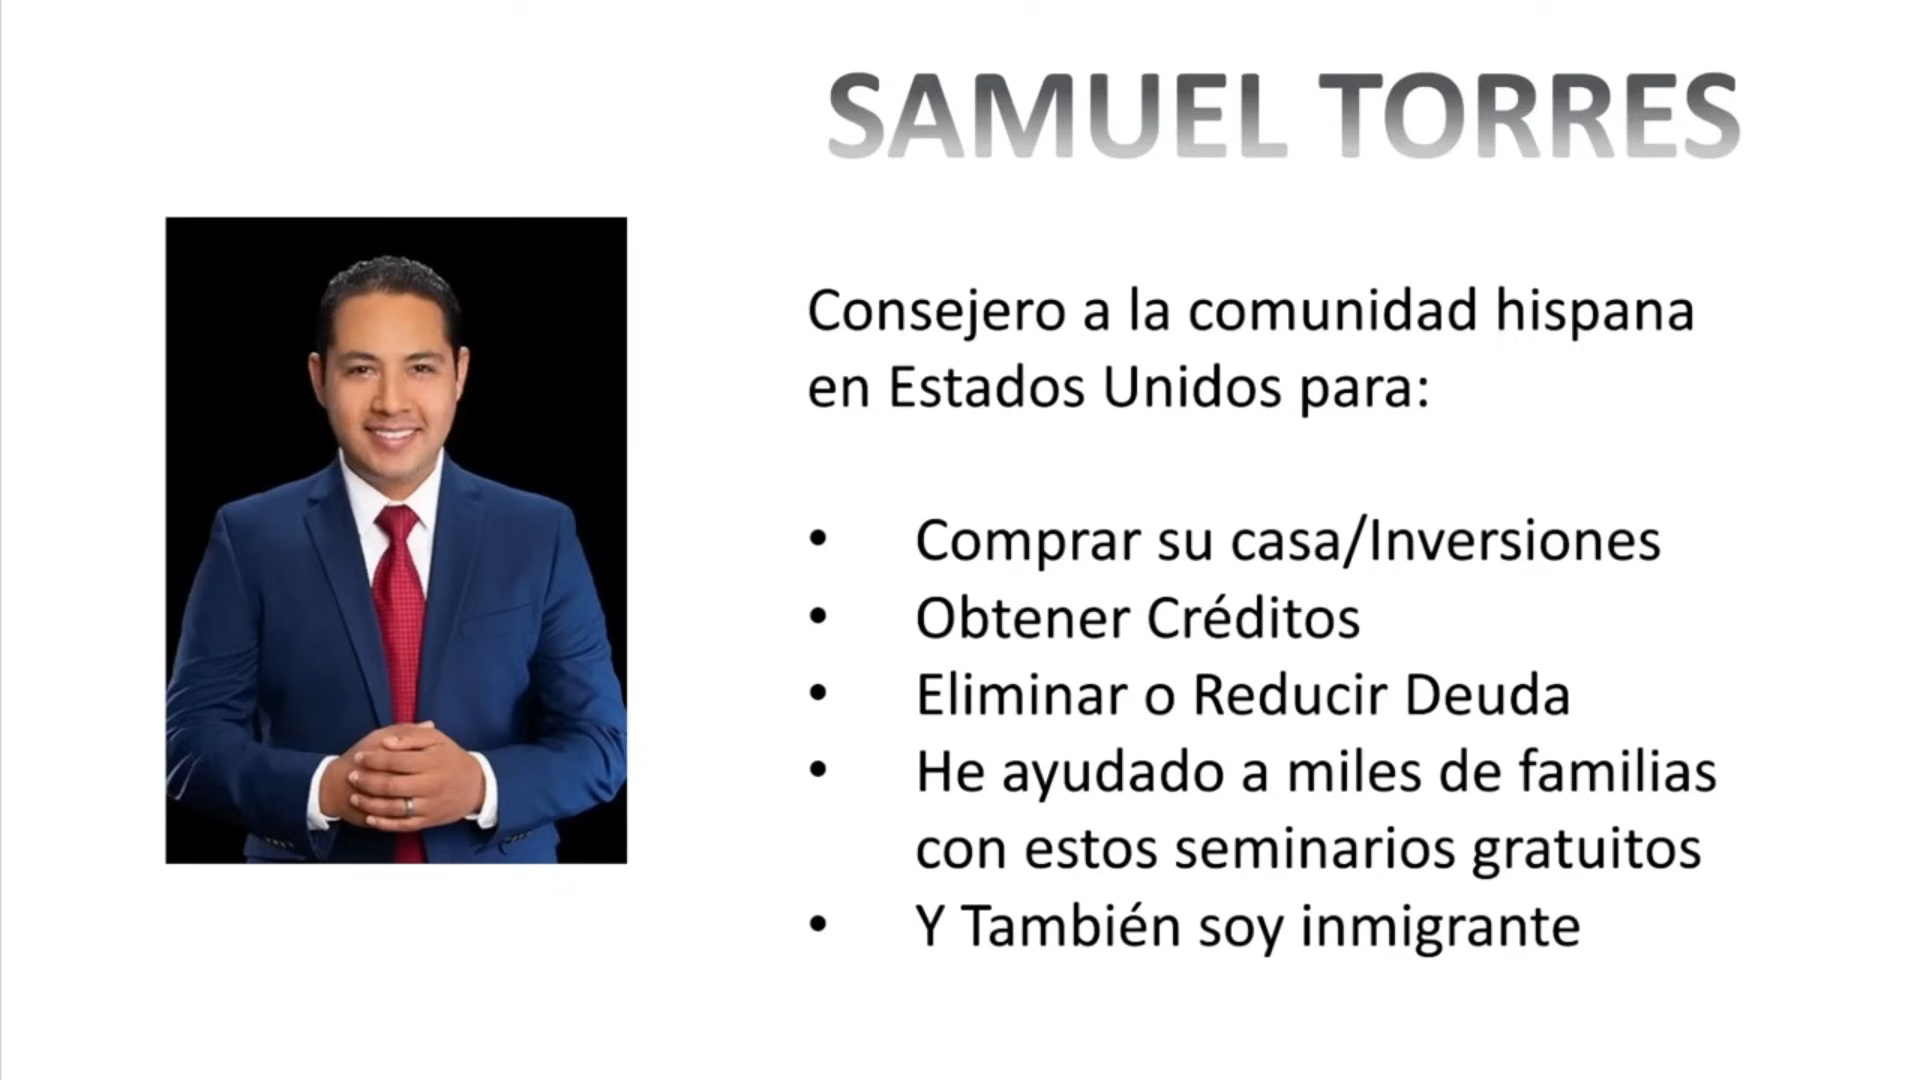 SAMUEL TORRES
Consejero a la comunidad hispana
en Estados Unidos para:
• Comprar su casa/Inversiones
• Obtener Créditos
• Eliminar o Reducir Deuda
• He ayudado a miles de familias
con estos seminarios gratuitos
• Y También soy inmigrante